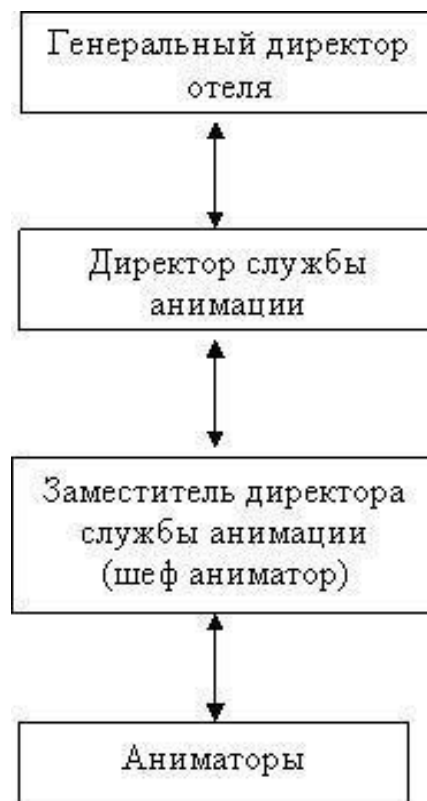 Генеральный директор
отеля
Директор службы
анимации
Заместитель директора
службы анимации
(шеф аниматор)
Аниматоры